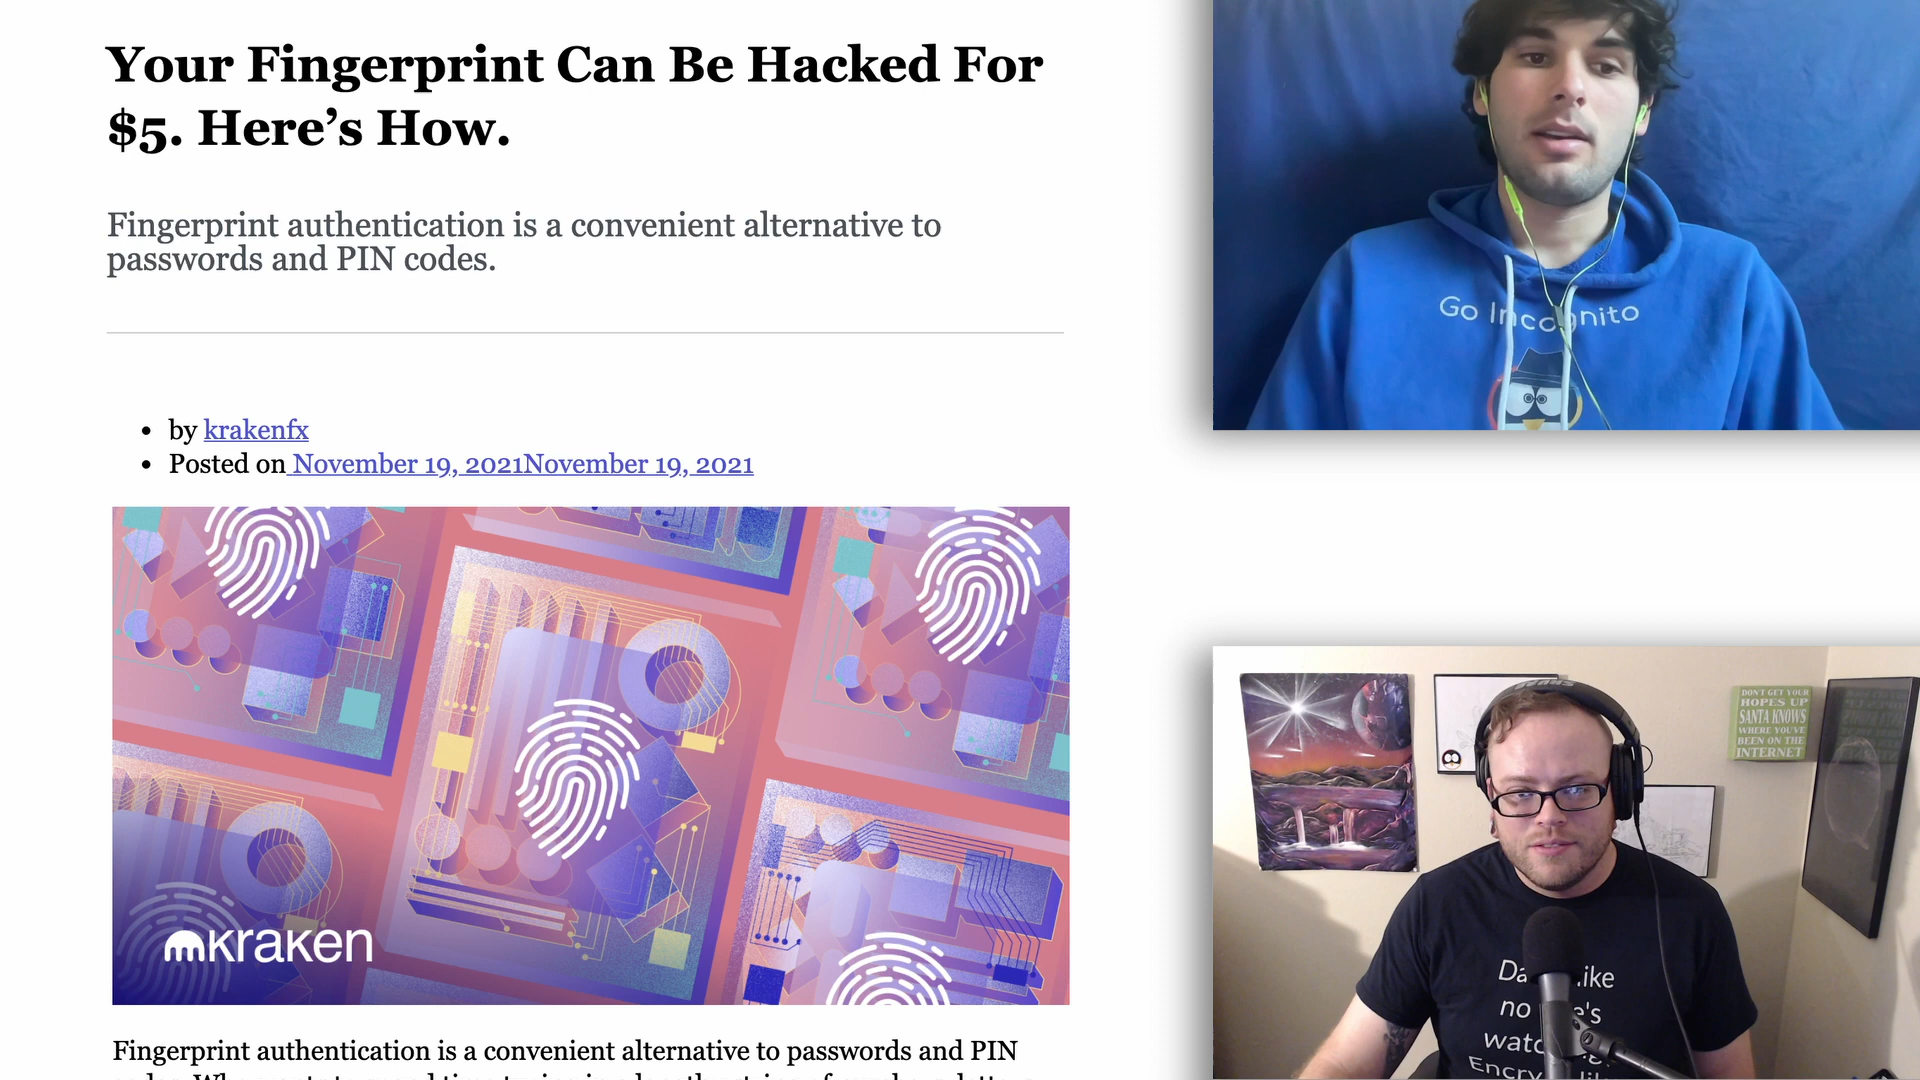 Your Fingerprint Can Be Hacked For
$5. Here’s How.
Fingerprint authentication is a convenient alternative to
passwords and PIN codes.
by krakenfx
Posted on November 19, 2021November 19, 2021
kraken
Fingerprint authentication is a convenient alternative to passwords and PIN
Go Incognito
DON'T GET YOUR
HOPES UP
SANTA KNOWS
WHERE YOU'VE
BEEN ON THE
INTERNET
no